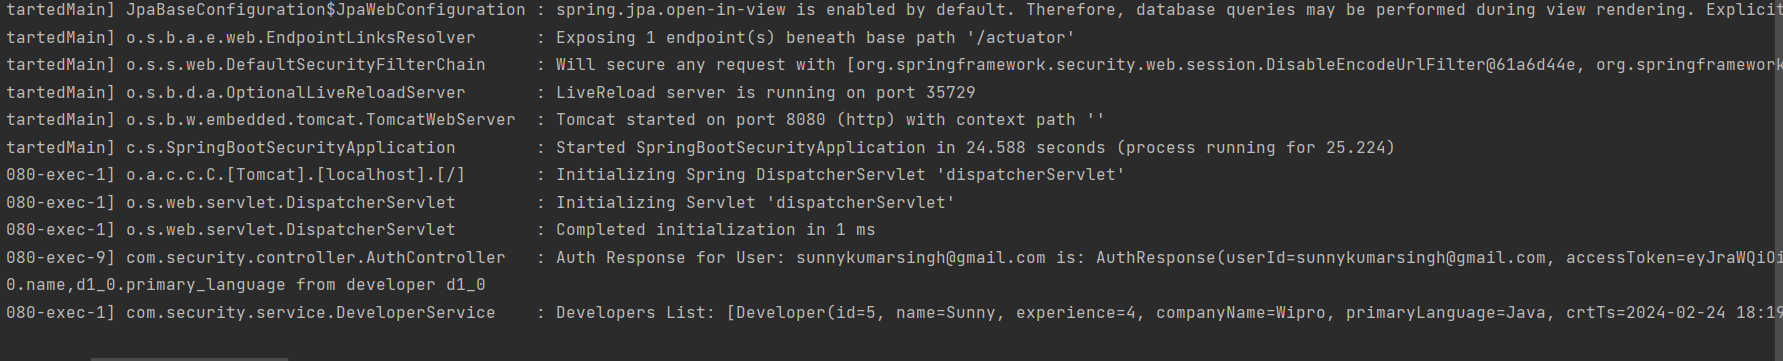 tartedMain] JpaBaseConfiguration$JpaWebConfiguration : spring.jpa.open-in-view is enabled by default. Therefore, database queries may be performed during view rendering. Explicit
tartedMain] o.s.b.a.e.web.EndpointLinksResolver : Exposing 1 endpoint(s) beneath base path '/actuator'
tartedMain] o.s.s.web.DefaultSecurityFilterChain : Will secure any request with [org.springframework.security.web.session.DisableEncodeUrlFilter@61a6d44e, org.springframework
tartedMain] o.s.b.d.a.OptionalLiveReloadServer : LiveReload server is running on port 35729
tartedMain] o.s.b.w.embedded.tomcat.TomcatWebServer : Tomcat started on port 8080 (http) with context path ''
tartedMain] c.s.SpringBootSecurityApplication : Started SpringBootSecurityApplication in 24.588 seconds (process running for 25.224)
080-exec-1] o.a.c.c.C.[Tomcat].[localhost].[/] : Initializing Spring DispatcherServlet 'dispatcherServlet'
080-exec-1] o.s.web.servlet.DispatcherServlet : Initializing Servlet 'dispatcherServlet'
080-exec-1] o.s.web.servlet.DispatcherServlet : Completed initialization in 1 ms
080-exec-9] com.security.controller.AuthController : Auth Response for User: sunnykumarsingh@gmail.com is: AuthResponse(userId=sunnykumarsingh@gmail.com, accessToken=eyJraWQiOi
0.name,d1_0.primary_language from developer d1_0
080-exec-1] com.security.service.DeveloperService : Developers List: [Developer(id=5, name=Sunny, experience=4, companyName=Wipro, primaryLanguage=Java, crtTs=2024-02-24 18:19